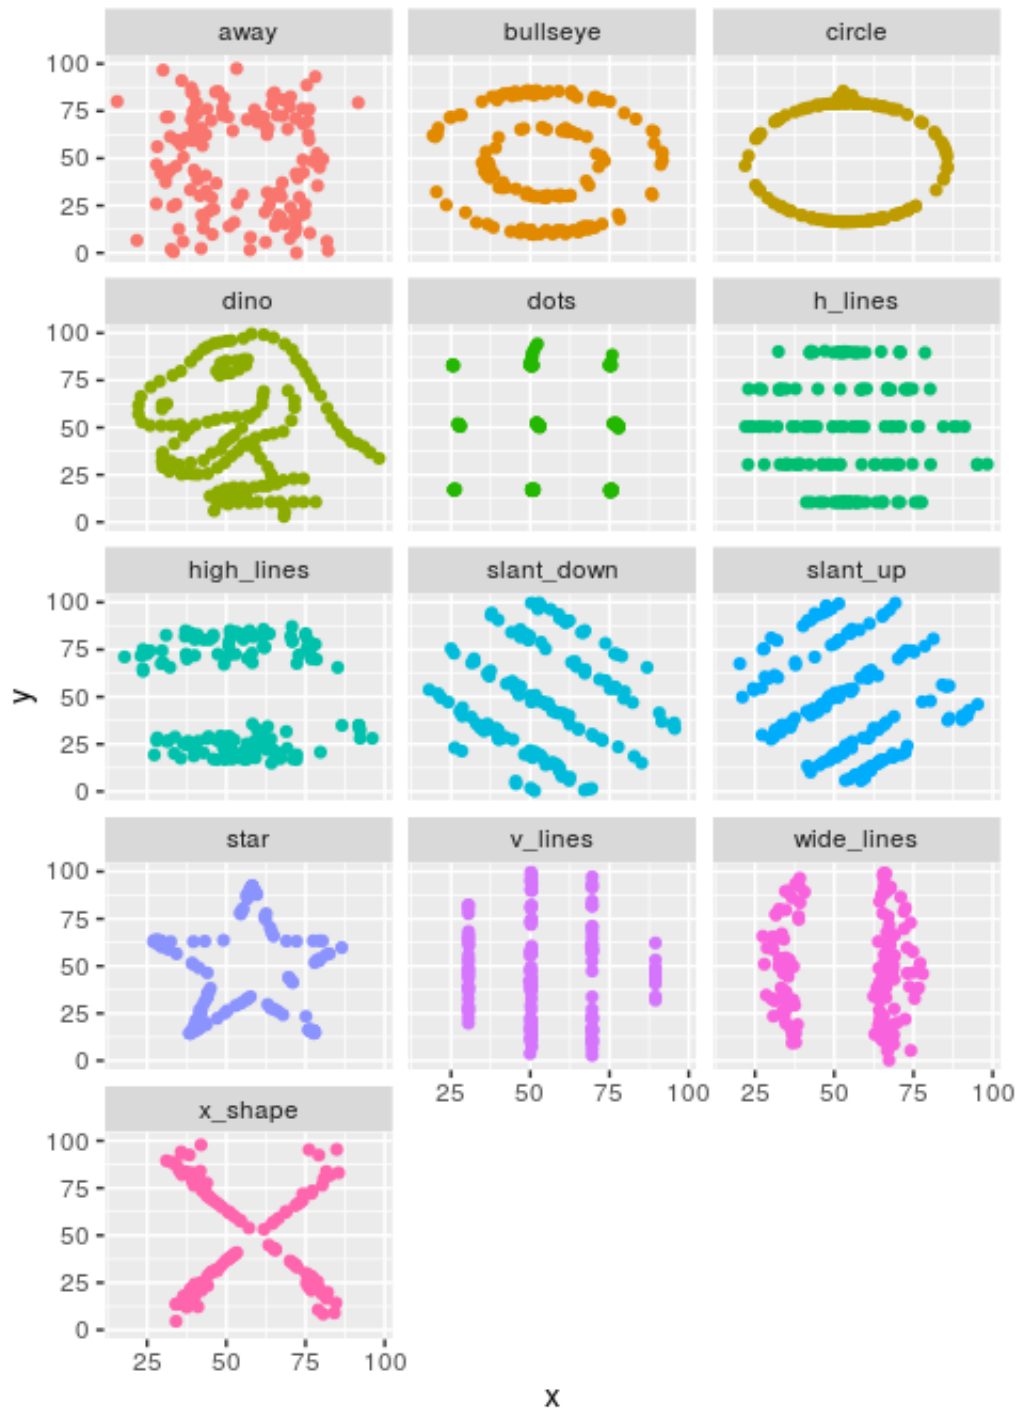 away bullseye circle
100
75
50
25
0
dino dots h_lines
100
75
50
25
0
high_lines slant_down slant_up
100
75
50
25
0
y
star v_lines wide_lines
100
75
50
25
0
25 50 75 100 25 50 75 100
x_shape
100
75
50
25
0
25 50 75 100
x